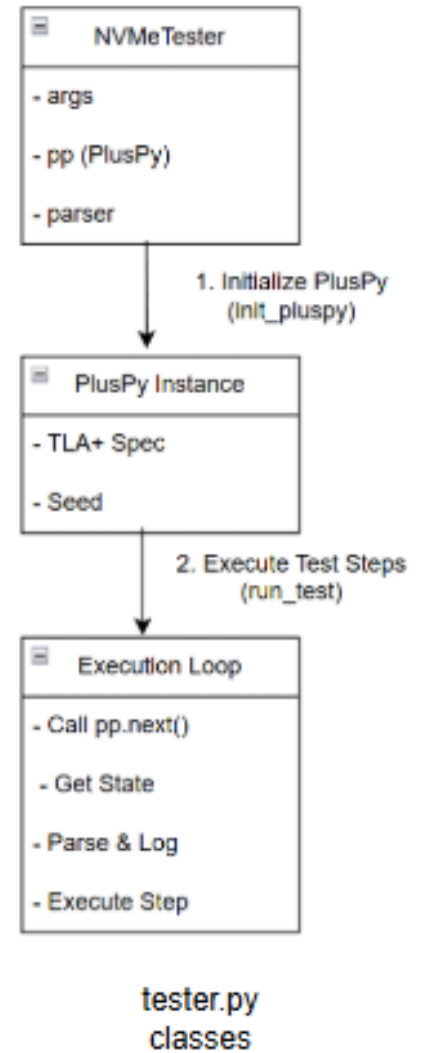 NVMeTester
- args
- pp (PlusPy)
- parser
1. Initialize PlusPy
(init_pluspy)
PlusPy Instance
- TLA+ Spec
- Seed
2. Execute Test Steps
(run_test)
Execution Loop
- Call pp.next()
- Get State
- Parse & Log
- Execute Step
tester.py
classes